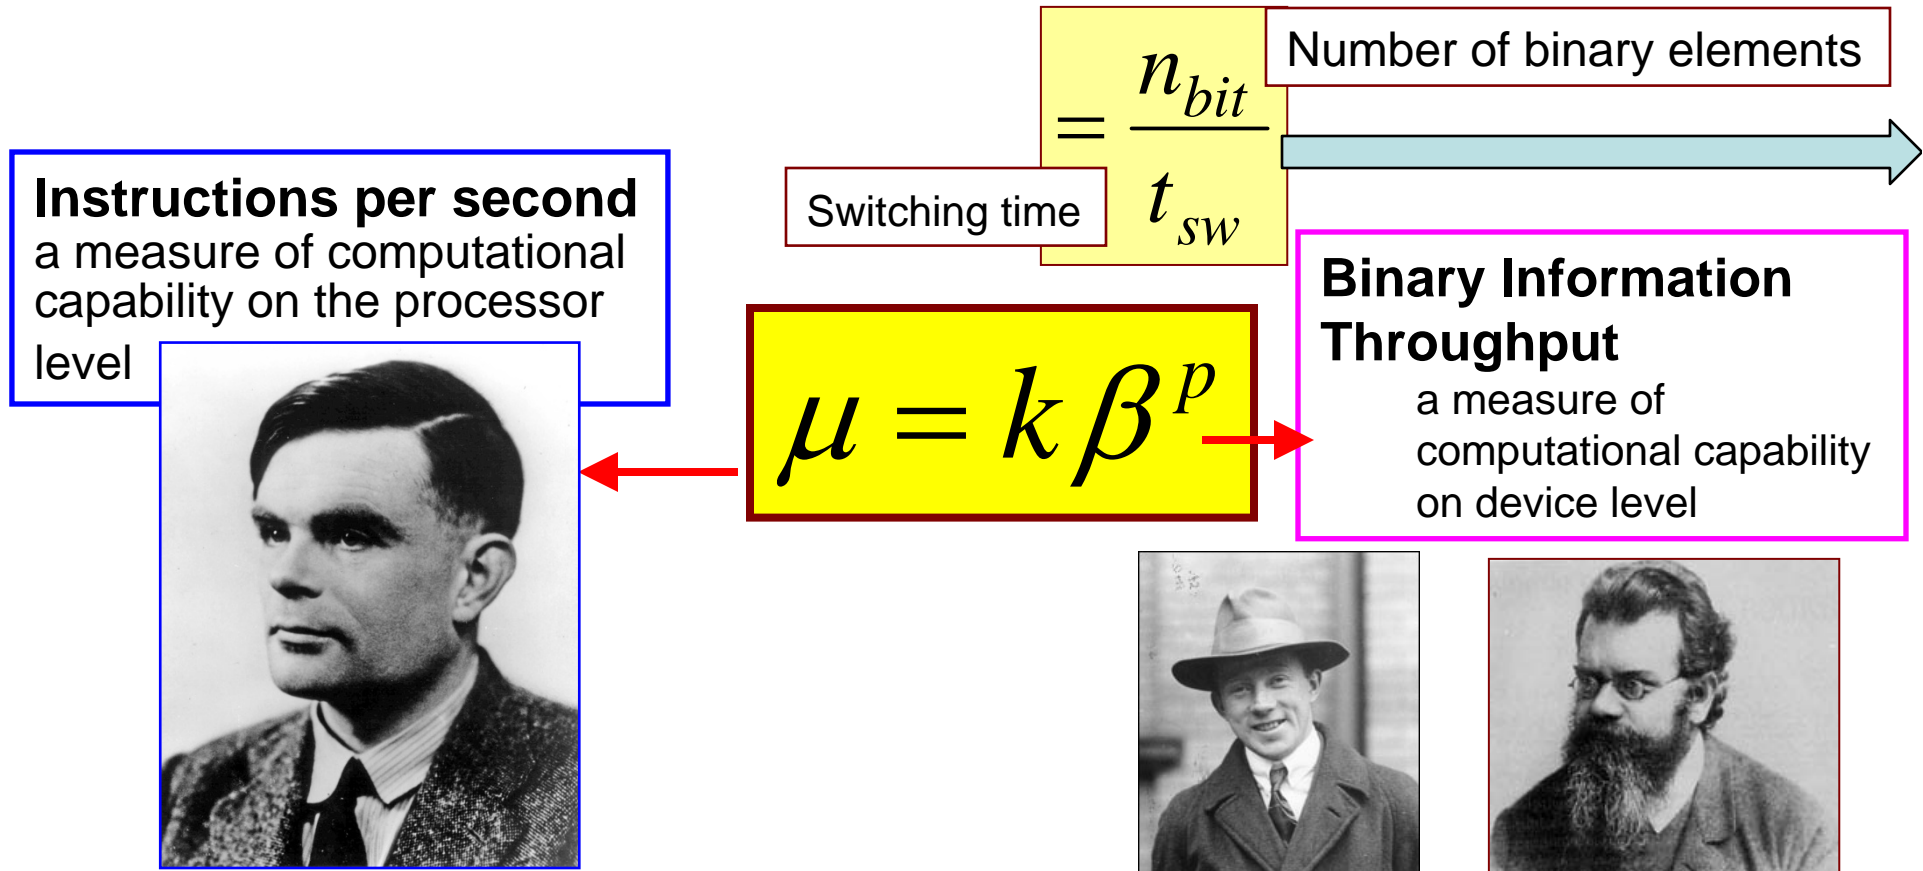 Number of binary elements
= n_bit / t_sw
Switching time
Instructions per second
a measure of computational
capability on the processor
level
μ = k β^p
Binary Information
Throughput
a measure of
computational capability
on device level